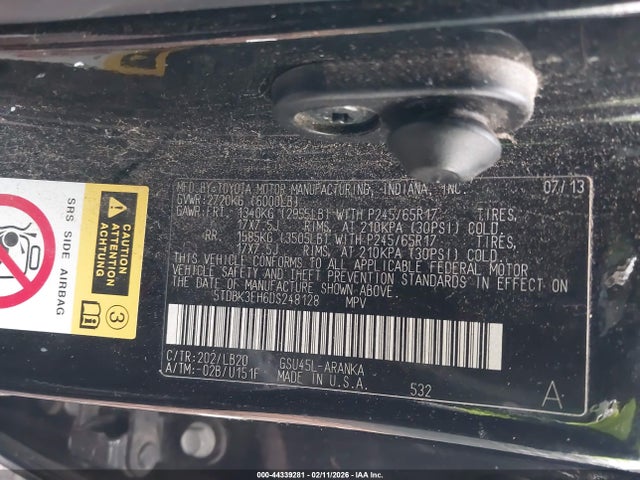 MFD. BY: TOYOTA MOTOR MANUFACTURING, INDIANA, INC. 07/13
GVWR: 2720KG (6000LB)
GAWR: FRT. 1340KG (2955LB) WITH P245/65R17 TIRES,
17X7.5J RIMS, AT 210KPA (30PSI) COLD.
RR. 1585KG (3505LB) WITH P245/65R17 TIRES,
17X7.5J RIMS, AT 210KPA (30PSI) COLD.
THIS VEHICLE CONFORMS TO ALL APPLICABLE FEDERAL MOTOR
VEHICLE SAFETY AND THEFT PREVENTION STANDARDS IN EFFECT
ON THE DATE OF MANUFACTURE SHOWN ABOVE.
5TDBK3EH6DS248128 MPV
C/TR: 202/LB20 GSU45L-ARANKA
A/TM: -02B/U151F MADE IN U.S.A. 532 A
SRS SIDE AIRBAG
CAUTION
ATTENTION
ACHTUNG
3
000-44339281 - 02/11/2026 - IAA Inc.